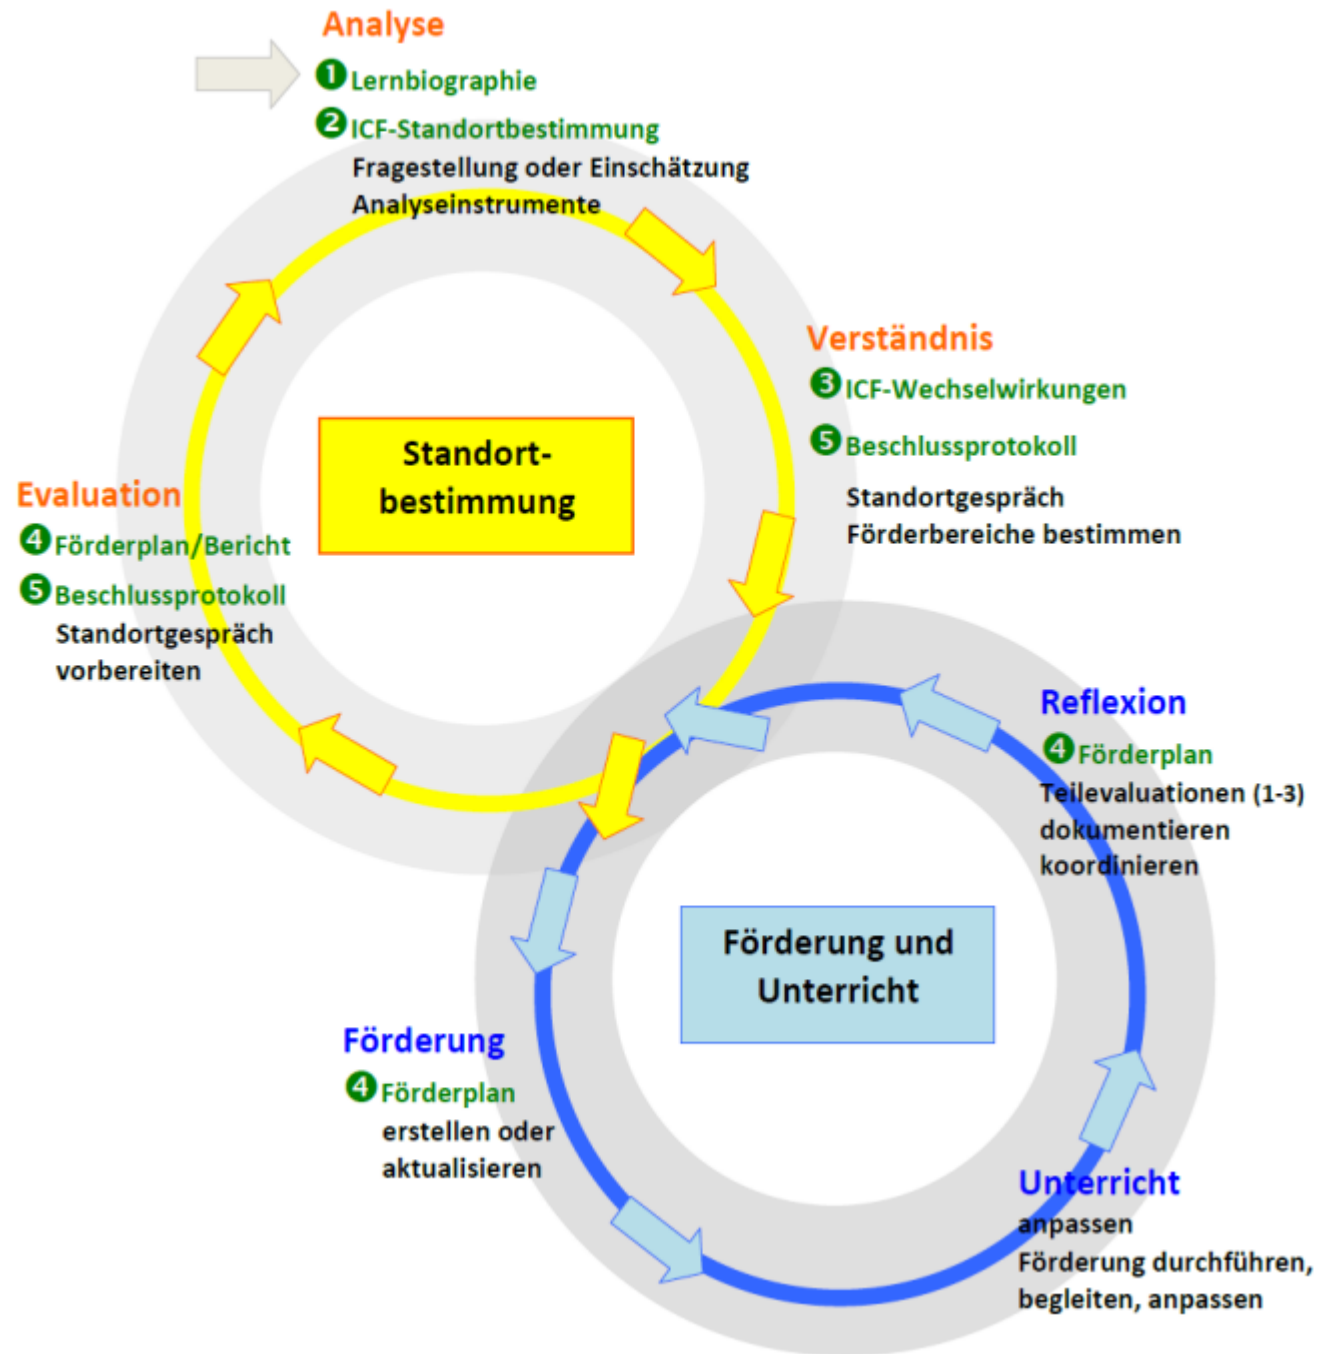 Analyse
❶ Lernbiographie
❷ ICF-Standortbestimmung
Fragestellung oder Einschätzung
Analyseinstrumente
Verständnis
❸ ICF-Wechselwirkungen
❺ Beschlussprotokoll
Standortgespräch
Förderbereiche bestimmen
Standort-
bestimmung
Evaluation
❹ Förderplan/Bericht
❺ Beschlussprotokoll
Standortgespräch
vorbereiten
Reflexion
❹ Förderplan
Teilevaluationen (1-3)
dokumentieren
koordinieren
Förderung und
Unterricht
Förderung
❹ Förderplan
erstellen oder
aktualisieren
Unterricht
anpassen
Förderung durchführen,
begleiten, anpassen